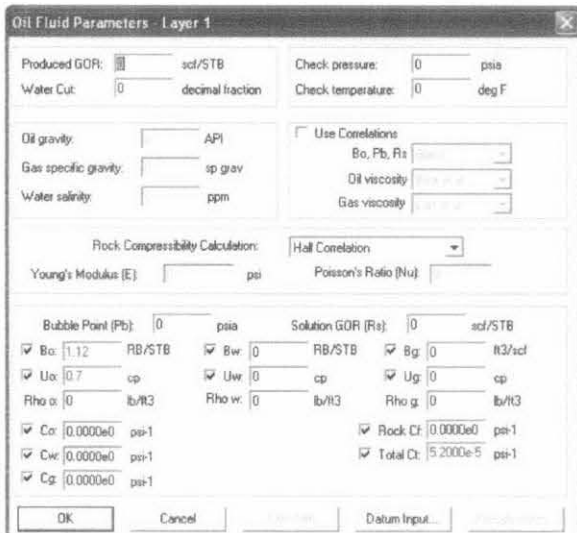 Oil Fluid Parameters - Layer 1
Produced GOR: scf/STB Check pressure: 0 psia
Water Cut: 0 decimal fraction Check temperature: 0 deg F
Oil gravity: API Use Correlations
Gas specific gravity: sp grav Bo, Pb, Rs
Water salinity: ppm Oil viscosity
Gas viscosity
Rock Compressibility Calculation: Hall Correlation
Young's Modulus (E): psi Poisson's Ratio (Nu):
Bubble Point (Pb): 0 psia Solution GOR (Rs): 0 scf/STB
Bo: 1.12 RB/STB Bw: 0 RB/STB Bg: 0 ft3/scf
Uo: 0.7 cp Uw: 0 cp Ug: 0 cp
Rho o: 0 lb/ft3 Rho w: 0 lb/ft3 Rho g: 0 lb/ft3
Co: 0.0000e0 psi-1 Rock Cf: 0.0000e0 psi-1
Cw: 0.0000e0 psi-1 Total Ct: 5.2000e-5 psi-1
Cg: 0.0000e0 psi-1
OK Cancel Datum Input...